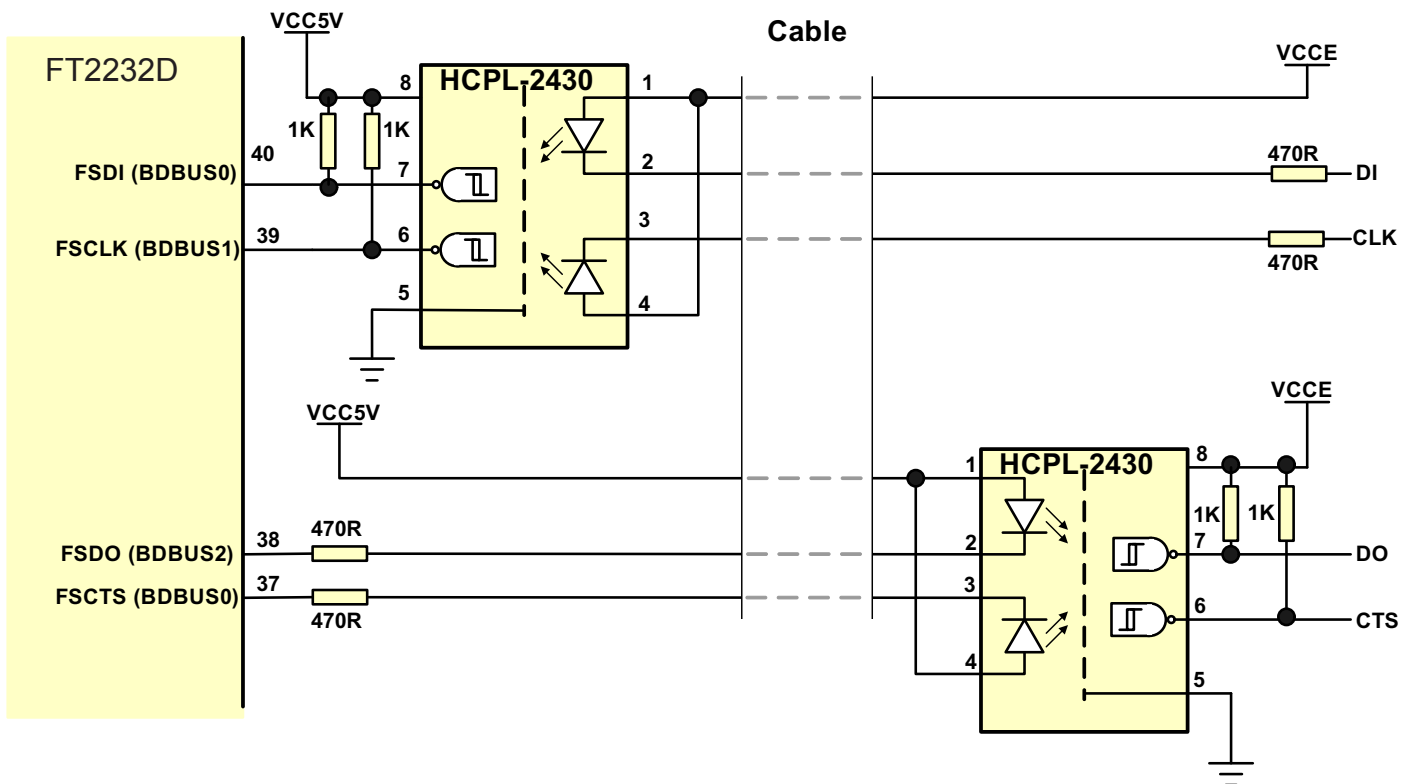 VCC5V
Cable
VCCE
FT2232D
8
HCPL-2430
1
1K
1K
40
FSDI (BDBUS0)
7
2
470R
DI
3
FSCLK (BDBUS1)
39
6
CLK
470R
5
4
VCC5V
VCCE
1
HCPL-2430
8
1K
1K
FSDO (BDBUS2)
38
470R
2
7
DO
FSCTS (BDBUS0)
37
470R
3
6
CTS
4
5